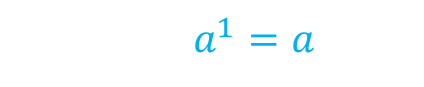 a¹ = a